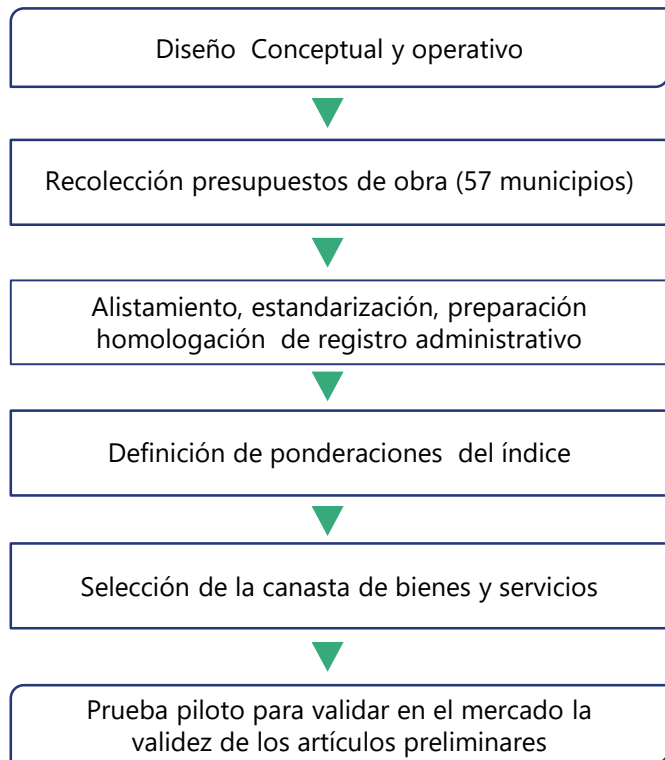 Diseño Conceptual y operativo
Recolección presupuestos de obra (57 municipios)
Alistamiento, estandarización, preparación
homologación de registro administrativo
Definición de ponderaciones del índice
Selección de la canasta de bienes y servicios
Prueba piloto para validar en el mercado la
validez de los artículos preliminares